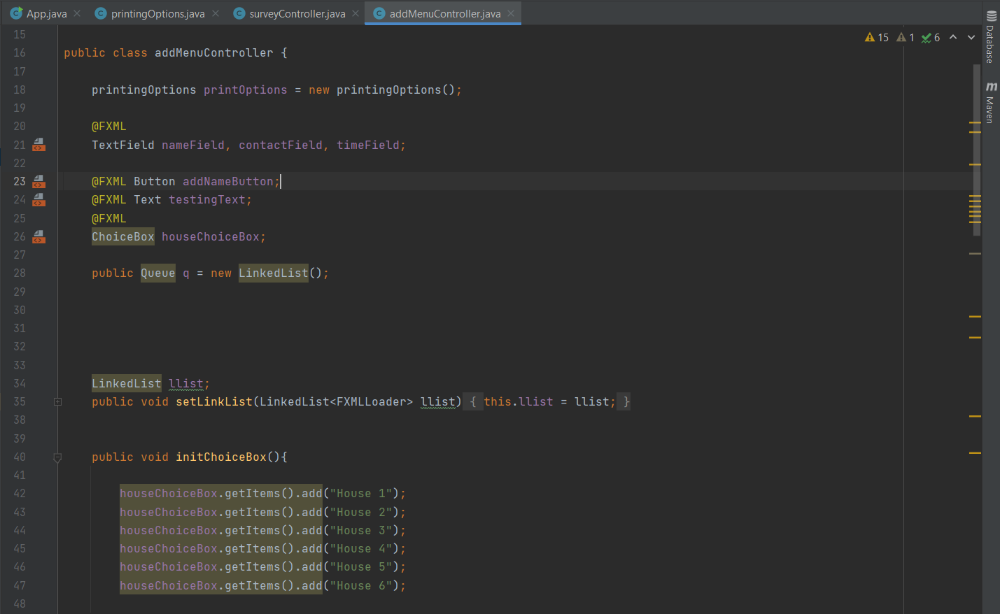 App.java printingOptions.java surveyController.java addMenuController.java
15 1 6
Database
Maven
15
16 public class addMenuController {
17
18 printingOptions printOptions = new printingOptions();
19
20 @FXML
21 TextField nameField, contactField, timeField;
22
23 @FXML Button addNameButton;
24 @FXML Text testingText;
25 @FXML
26 ChoiceBox houseChoiceBox;
27
28 public Queue q = new LinkedList();
29
30
31
32
33
34 LinkedList llist;
35 public void setLinkList(LinkedList<FXMLLoader> llist) { this.llist = llist; }
38
39
40 public void initChoiceBox(){
41
42 houseChoiceBox.getItems().add("House 1");
43 houseChoiceBox.getItems().add("House 2");
44 houseChoiceBox.getItems().add("House 3");
45 houseChoiceBox.getItems().add("House 4");
46 houseChoiceBox.getItems().add("House 5");
47 houseChoiceBox.getItems().add("House 6");
48